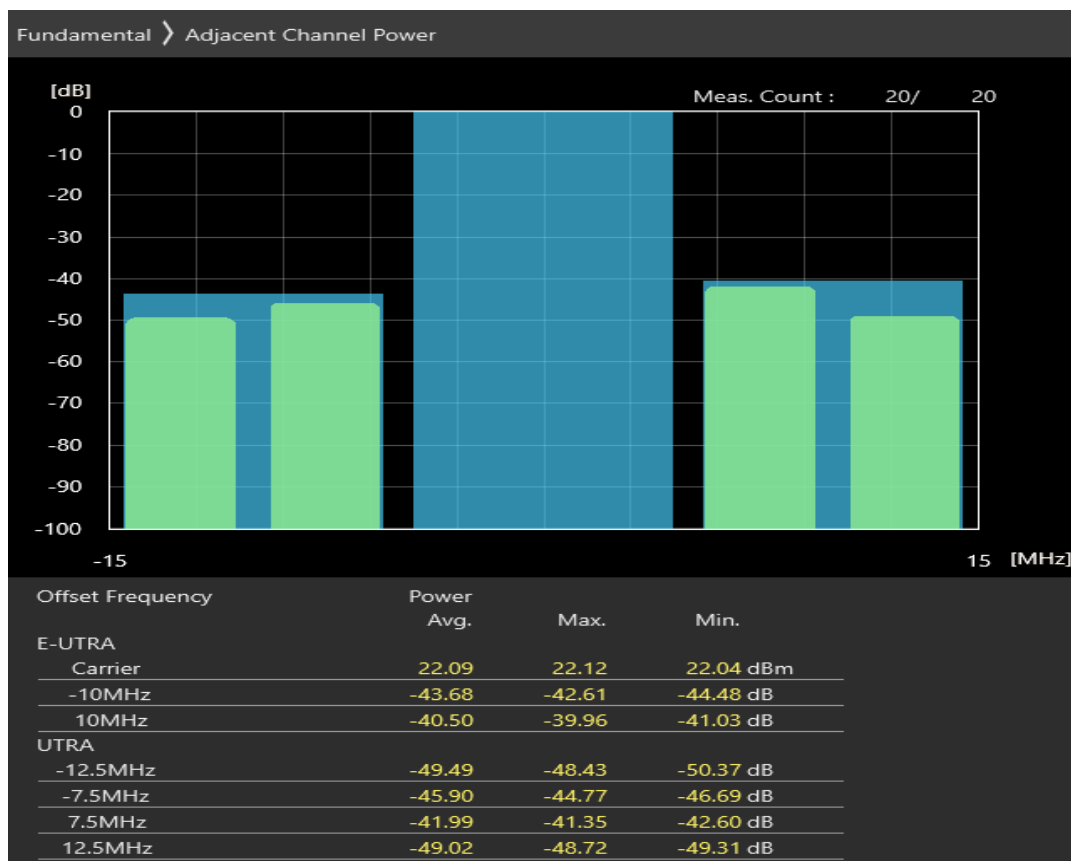 Fundamental 》 Adjacent Channel Power
[dB]
Meas. Count : 20/ 20
0
-10
-20
-30
-40
-50
-60
-70
-80
-90
-100
-15 15 [MHz]
Offset Frequency Power
Avg. Max. Min.
E-UTRA
Carrier 22.09 22.12 22.04 dBm
-10MHz -43.68 -42.61 -44.48 dB
10MHz -40.50 -39.96 -41.03 dB
UTRA
-12.5MHz -49.49 -48.43 -50.37 dB
-7.5MHz -45.90 -44.77 -46.69 dB
7.5MHz -41.99 -41.35 -42.60 dB
12.5MHz -49.02 -48.72 -49.31 dB